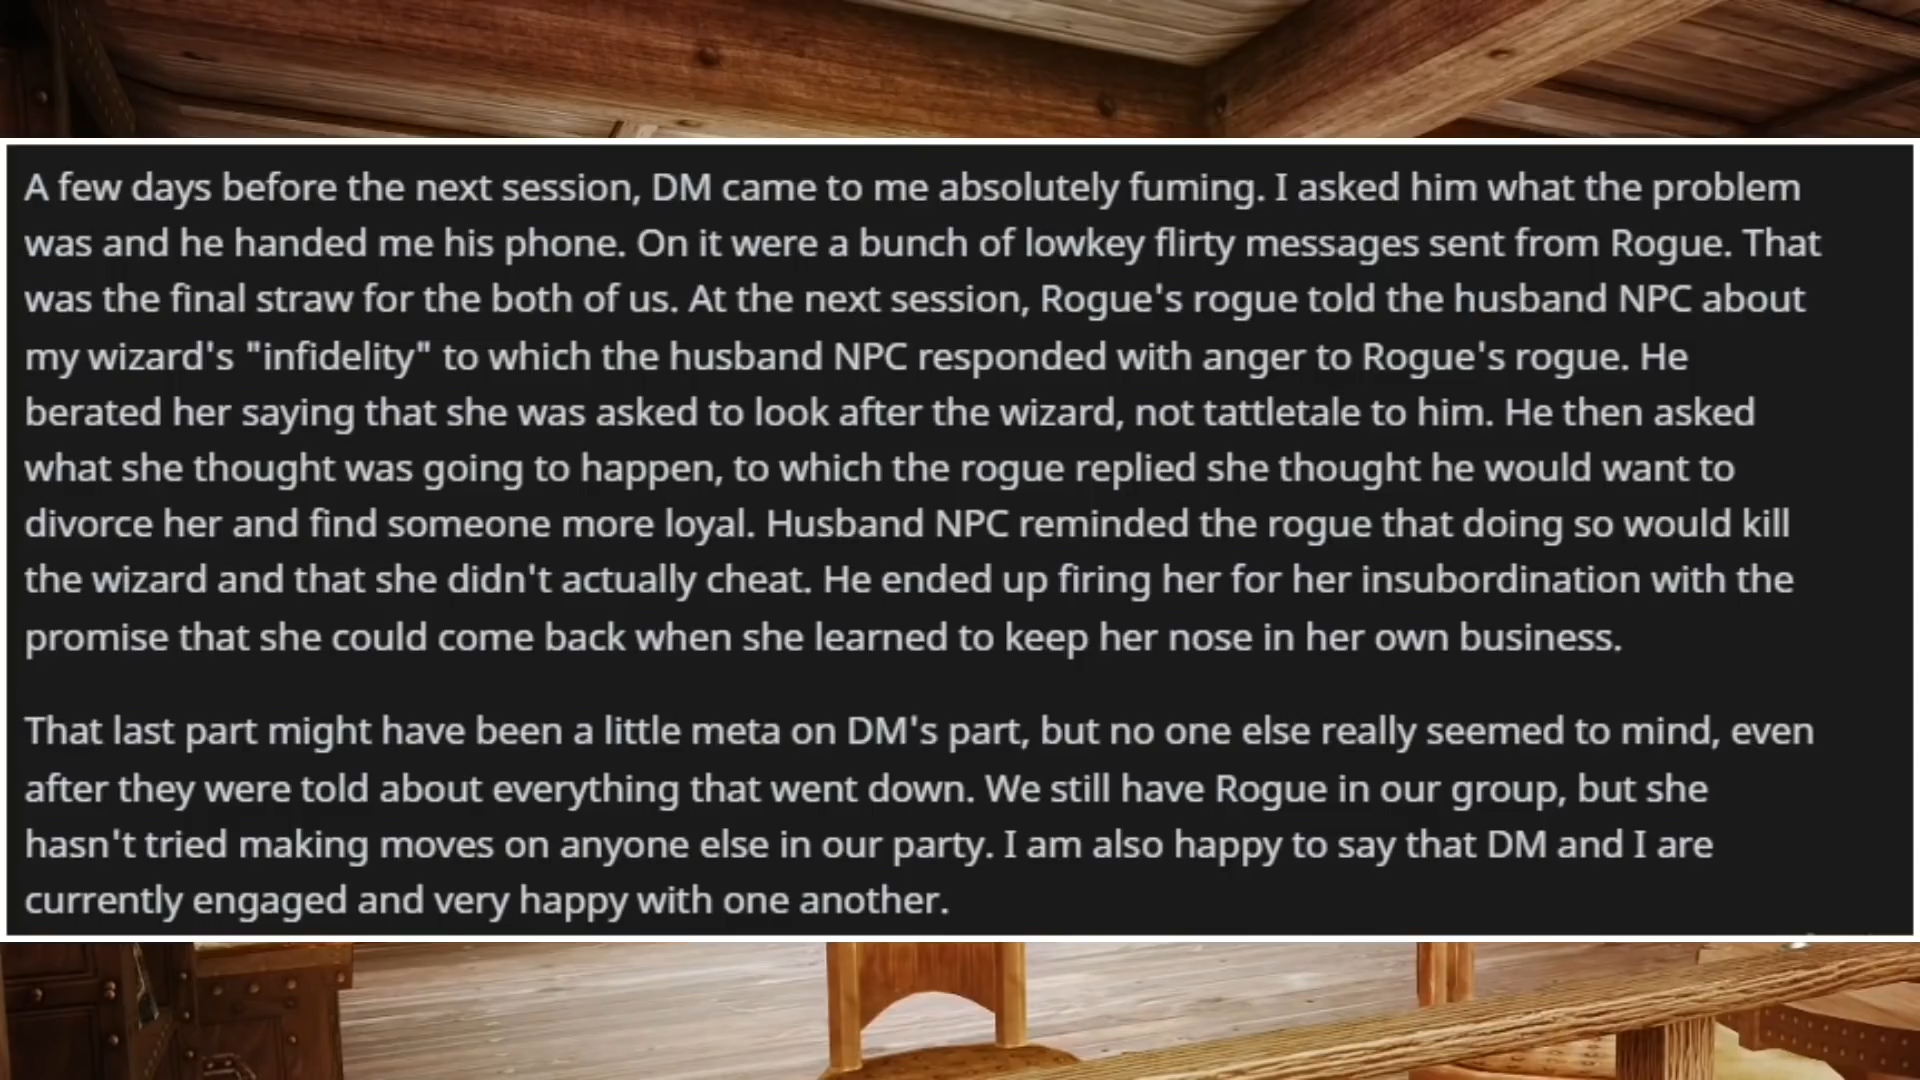 A few days before the next session, DM came to me absolutely fuming. I asked him what the problem
was and he handed me his phone. On it were a bunch of lowkey flirty messages sent from Rogue. That
was the final straw for the both of us. At the next session, Rogue's rogue told the husband NPC about
my wizard's "infidelity" to which the husband NPC responded with anger to Rogue's rogue. He
berated her saying that she was asked to look after the wizard, not tattletale to him. He then asked
what she thought was going to happen, to which the rogue replied she thought he would want to
divorce her and find someone more loyal. Husband NPC reminded the rogue that doing so would kill
the wizard and that she didn't actually cheat. He ended up firing her for her insubordination with the
promise that she could come back when she learned to keep her nose in her own business.
That last part might have been a little meta on DM's part, but no one else really seemed to mind, even
after they were told about everything that went down. We still have Rogue in our group, but she
hasn't tried making moves on anyone else in our party. I am also happy to say that DM and I are
currently engaged and very happy with one another.